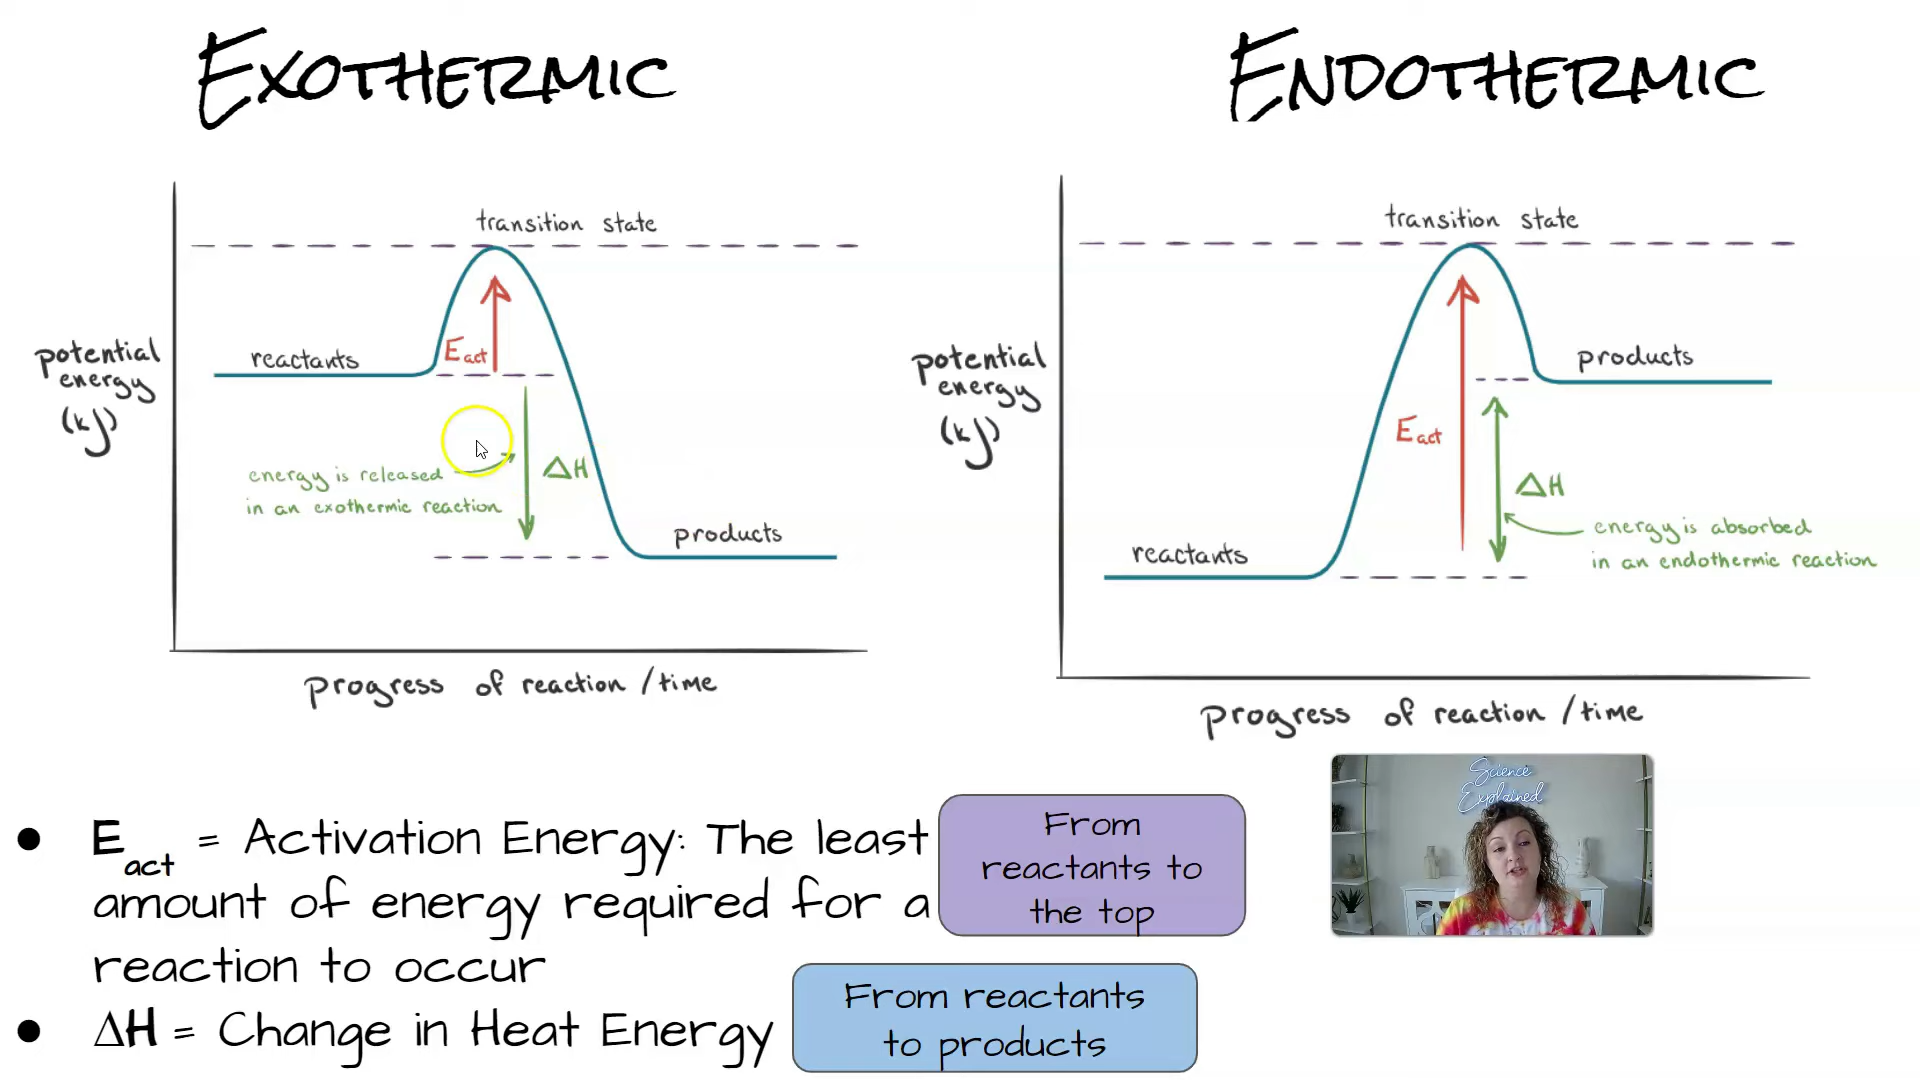 Exothermic
Endothermic
transition state
reactants
Eact
potential
energy
(kJ)
energy is released
in an exothermic reaction
ΔH
products
progress of reaction /time
transition state
products
potential
energy
(kJ)
Eact
ΔH
energy is absorbed
in an endothermic reaction
reactants
progress of reaction /time
Science
Explained
● Eact = Activation Energy: The least
amount of energy required for a
reaction to occur
From
reactants to
the top
● ΔH = Change in Heat Energy
From reactants
to products